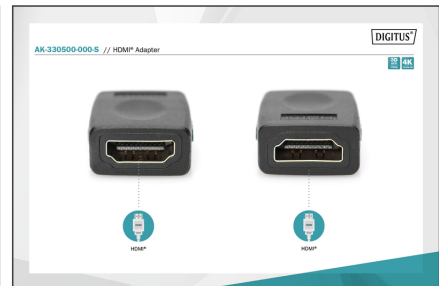 DIGITUS®
AK-330500-000-S // HDMI® Adapter
3D
4K
HDMI®
HDMI®